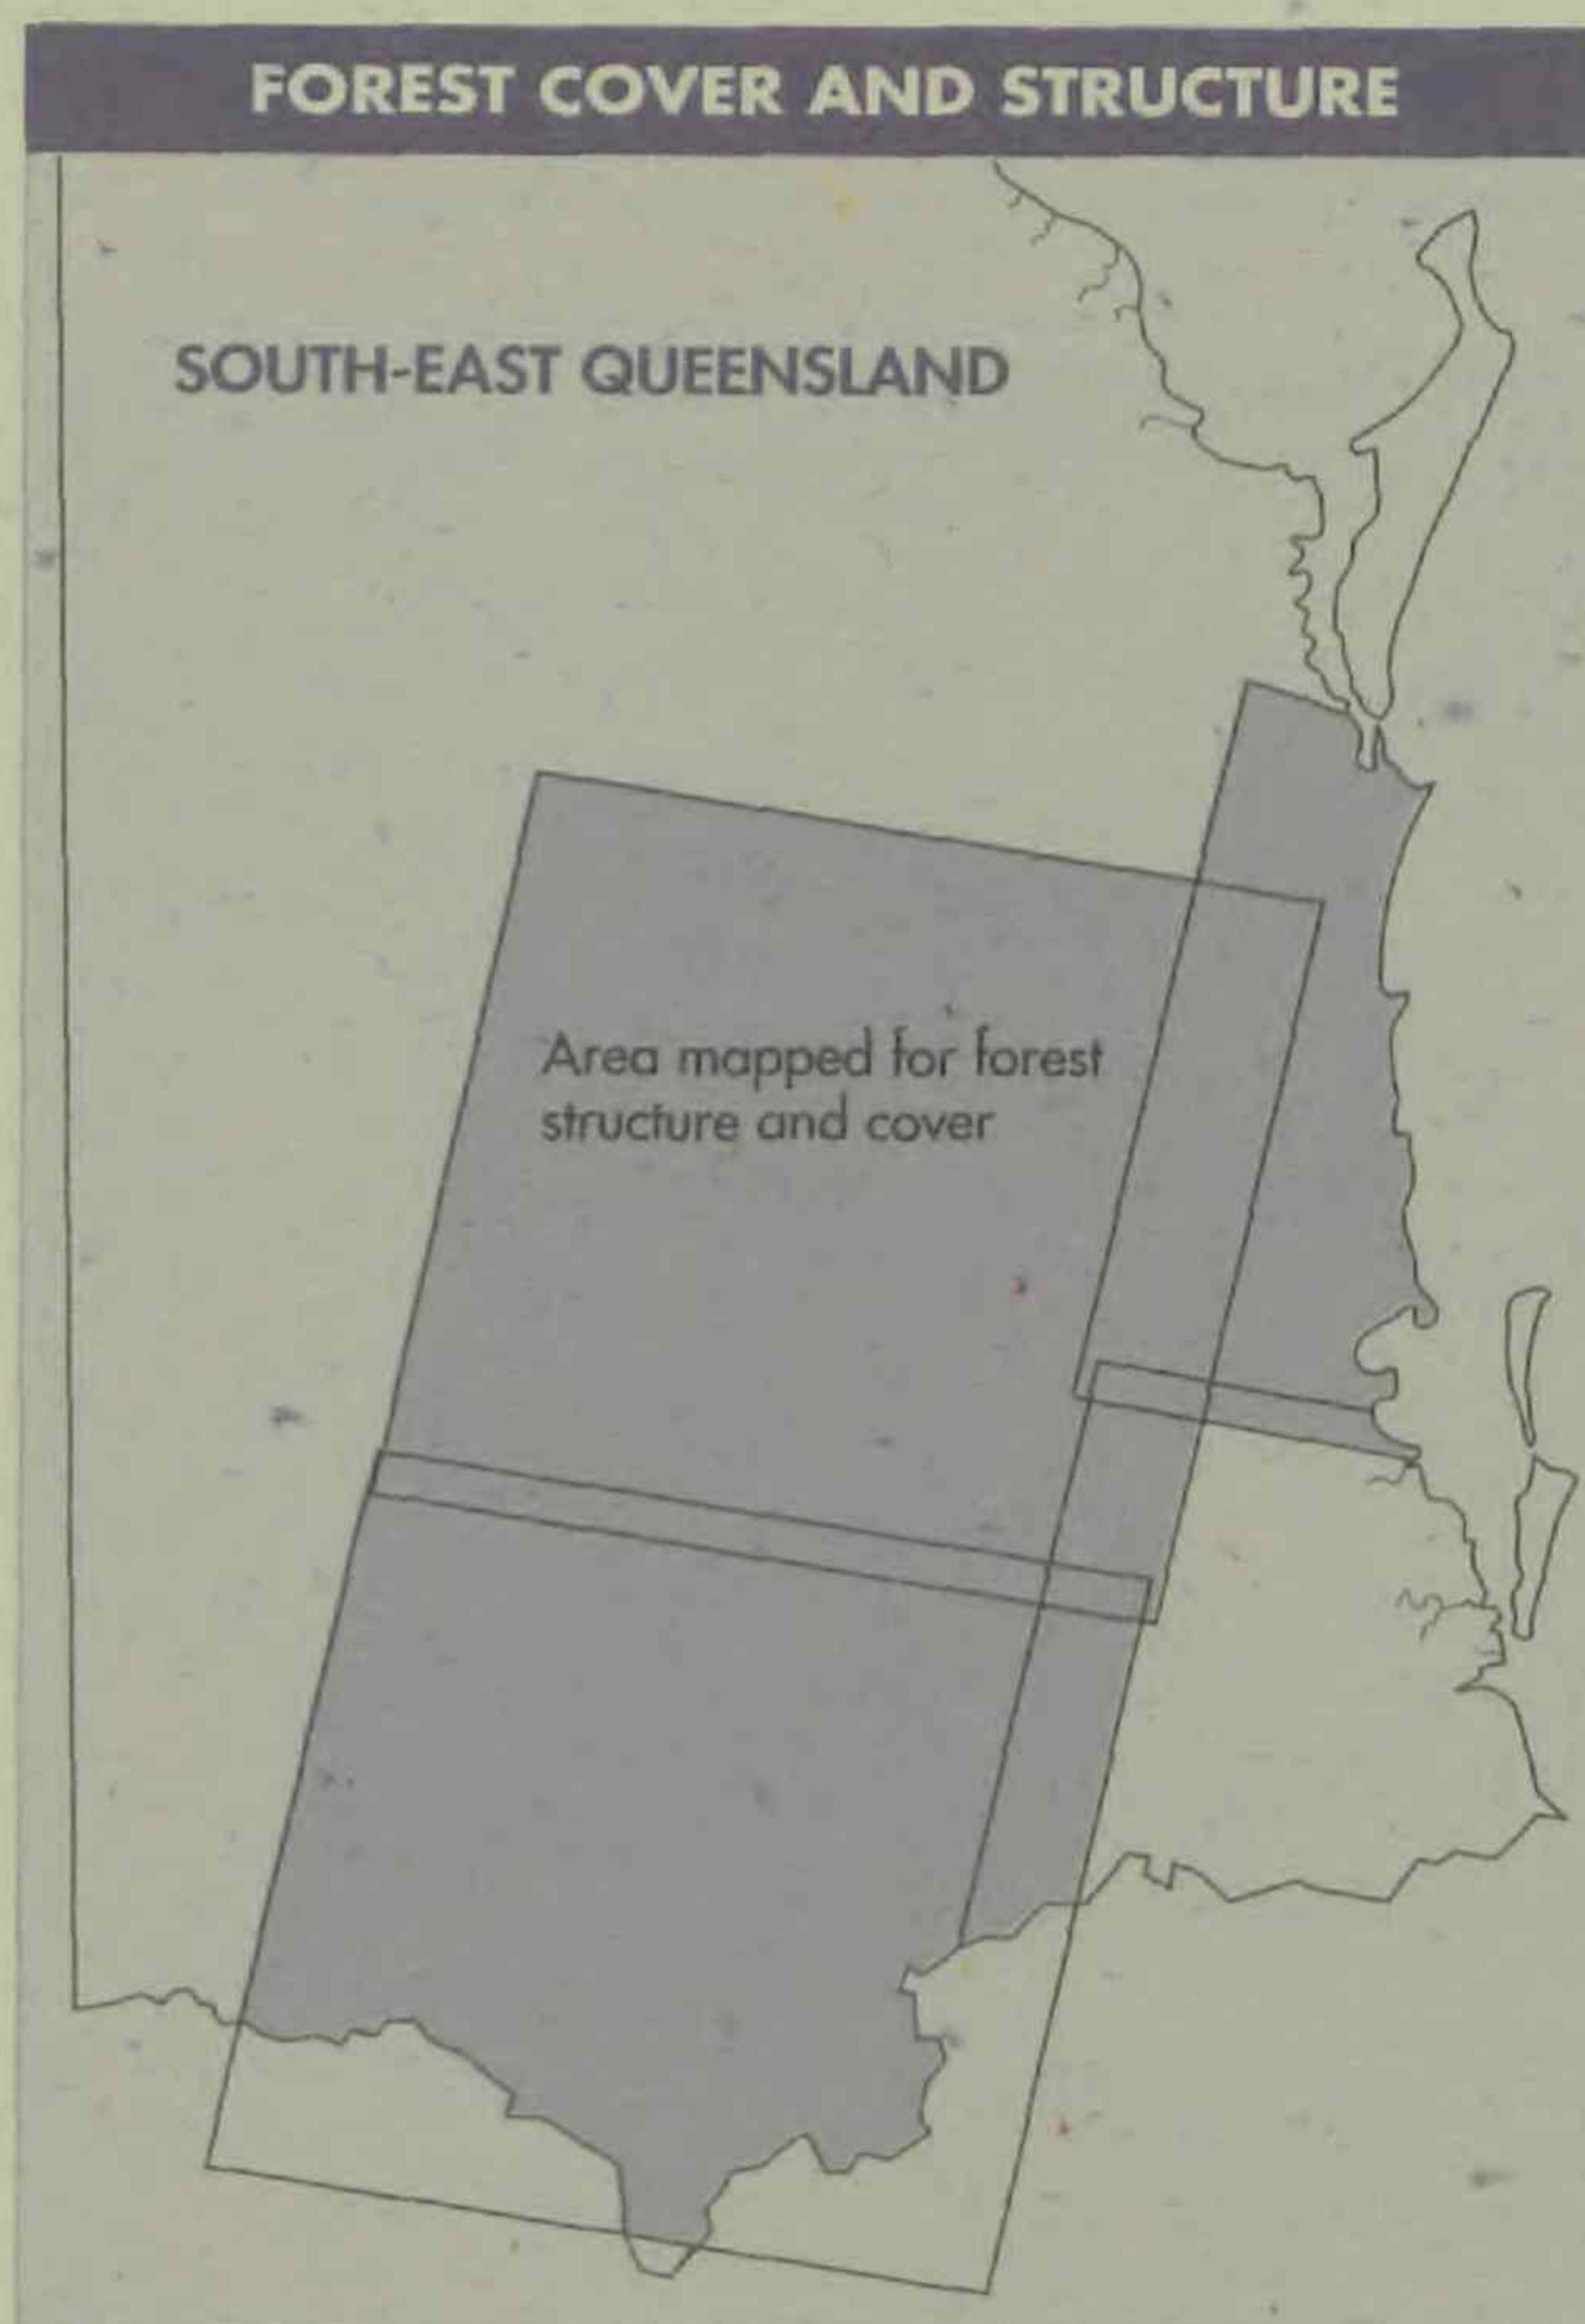 FOREST COVER AND STRUCTURE
SOUTH-EAST QUEENSLAND
Area mapped for forest
structure and cover